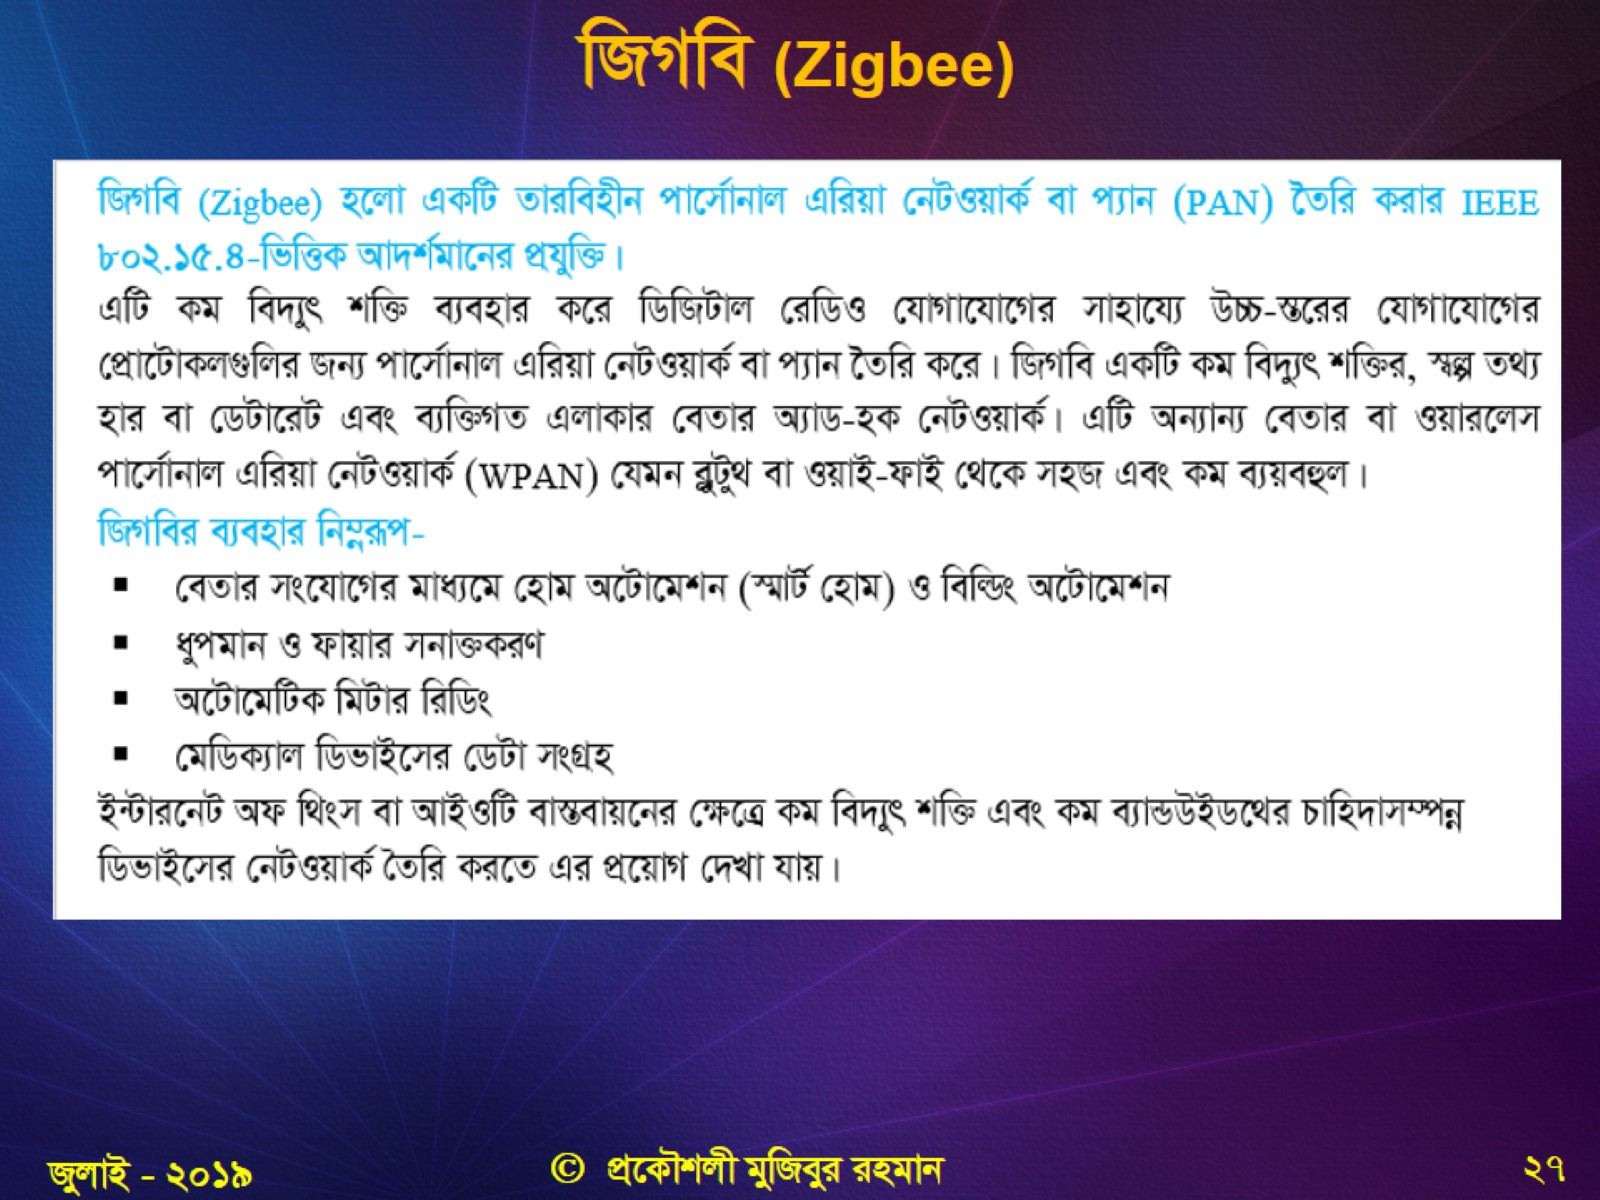 জিগবি (Zigbee)
জিগবি (Zigbee) হলো একটি তারবিহীন পার্সোনাল এরিয়া নেটওয়ার্ক বা প্যান (PAN) তৈরি করার IEEE
৮০২.১৫.৪-ভিত্তিক আদর্শমানের প্রযুক্তি।
এটি কম বিদ্যুৎ শক্তি ব্যবহার করে ডিজিটাল রেডিও যোগাযোগের সাহায্যে উচ্চ-স্তরের যোগাযোগের
প্রোটোকলগুলির জন্য পার্সোনাল এরিয়া নেটওয়ার্ক বা প্যান তৈরি করে। জিগবি একটি কম বিদ্যুৎ শক্তির, স্বল্প তথ্য
হার বা ডেটারেট এবং ব্যক্তিগত এলাকার বেতার অ্যাড-হক নেটওয়ার্ক। এটি অন্যান্য বেতার বা ওয়ারলেস
পার্সোনাল এরিয়া নেটওয়ার্ক (WPAN) যেমন ব্লুটুথ বা ওয়াই-ফাই থেকে সহজ এবং কম ব্যয়বহুল।
জিগবির ব্যবহার নিম্নরূপ-
▪ বেতার সংযোগের মাধ্যমে হোম অটোমেশন (স্মার্ট হোম) ও বিল্ডিং অটোমেশন
▪ ধুপমান ও ফায়ার সনাক্তকরণ
▪ অটোমেটিক মিটার রিডিং
▪ মেডিক্যাল ডিভাইসের ডেটা সংগ্রহ
ইন্টারনেট অফ থিংস বা আইওটি বাস্তবায়নের ক্ষেত্রে কম বিদ্যুৎ শক্তি এবং কম ব্যান্ডউইডথের চাহিদাসম্পন্ন
ডিভাইসের নেটওয়ার্ক তৈরি করতে এর প্রয়োগ দেখা যায়।
জুলাই - ২০১৯
© প্রকৌশলী মুজিবুর রহমান
২৭